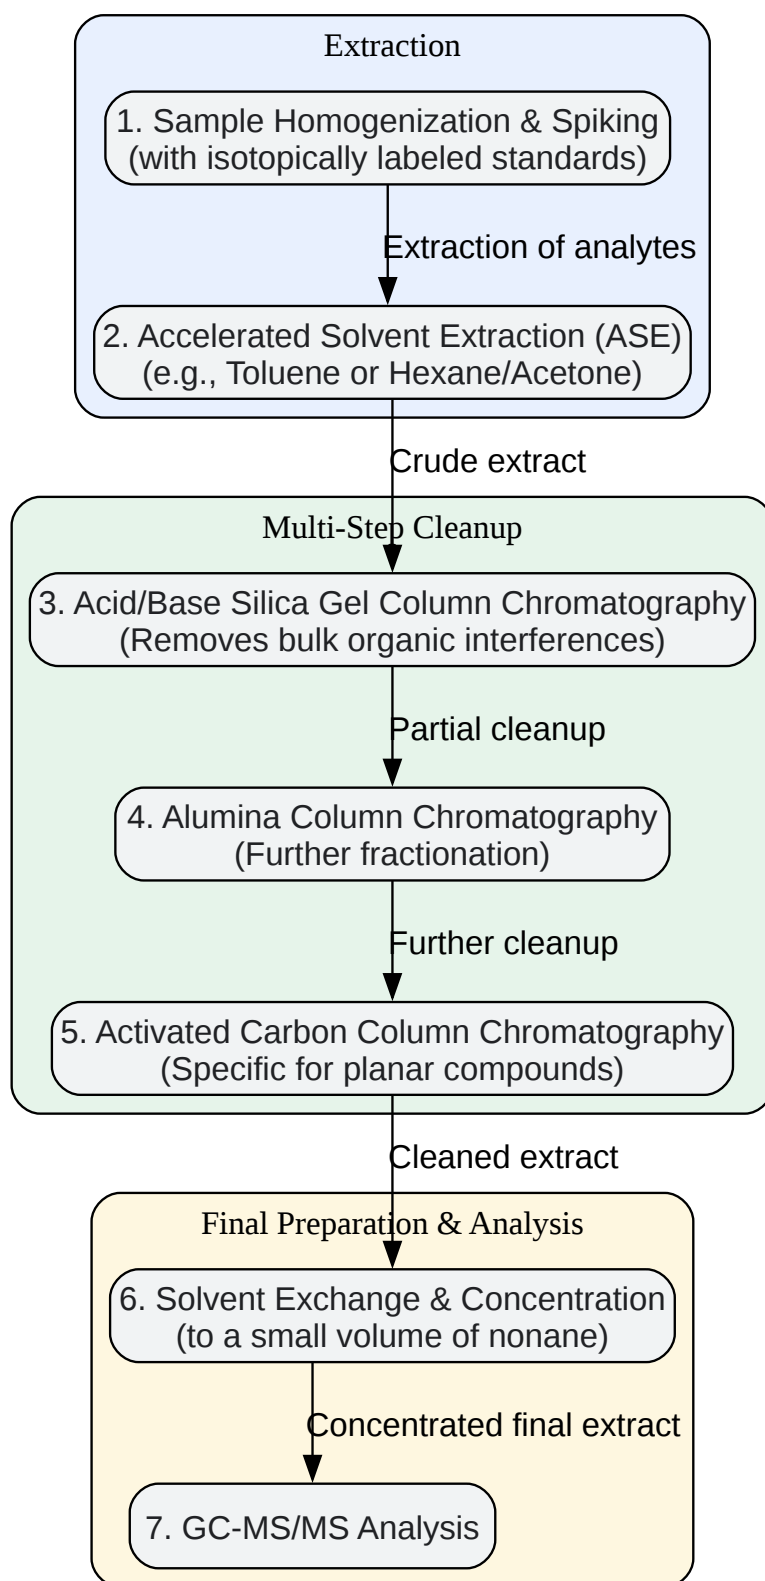 Extraction
1. Sample Homogenization & Spiking
(with isotopically labeled standards)
Extraction of analytes
2. Accelerated Solvent Extraction (ASE)
(e.g., Toluene or Hexane/Acetone)
Crude extract
Multi-Step Cleanup
3. Acid/Base Silica Gel Column Chromatography
(Removes bulk organic interferences)
Partial cleanup
4. Alumina Column Chromatography
(Further fractionation)
Further cleanup
5. Activated Carbon Column Chromatography
(Specific for planar compounds)
Cleaned extract
Final Preparation & Analysis
6. Solvent Exchange & Concentration
(to a small volume of nonane)
Concentrated final extract
7. GC-MS/MS Analysis